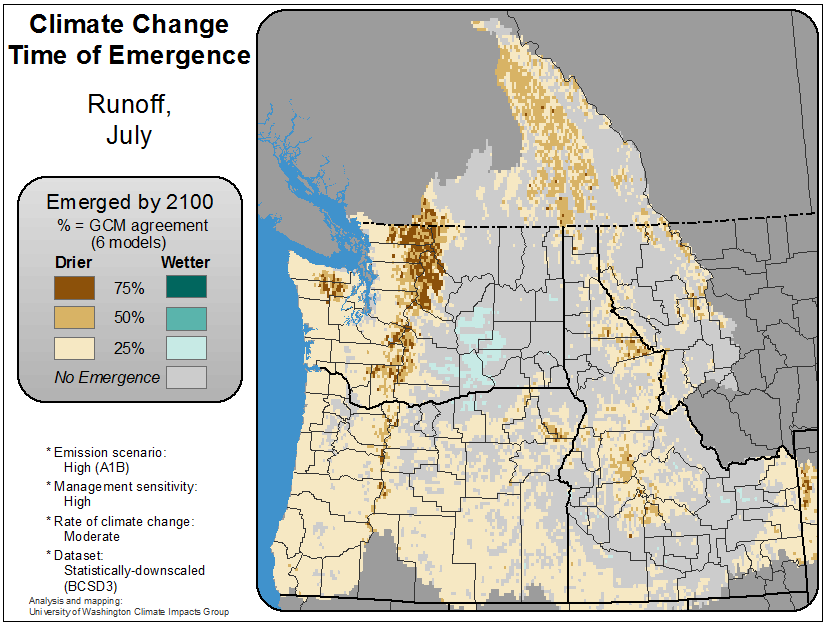 Climate Change
Time of Emergence
Runoff,
July
Emerged by 2100
% = GCM agreement
(6 models)
Drier Wetter
75%
50%
25%
No Emergence
* Emission scenario:
High (A1B)
* Management sensitivity:
High
* Rate of climate change:
Moderate
* Dataset:
Statistically-downscaled
(BCSD3)
Analysis and mapping:
University of Washington Climate Impacts Group